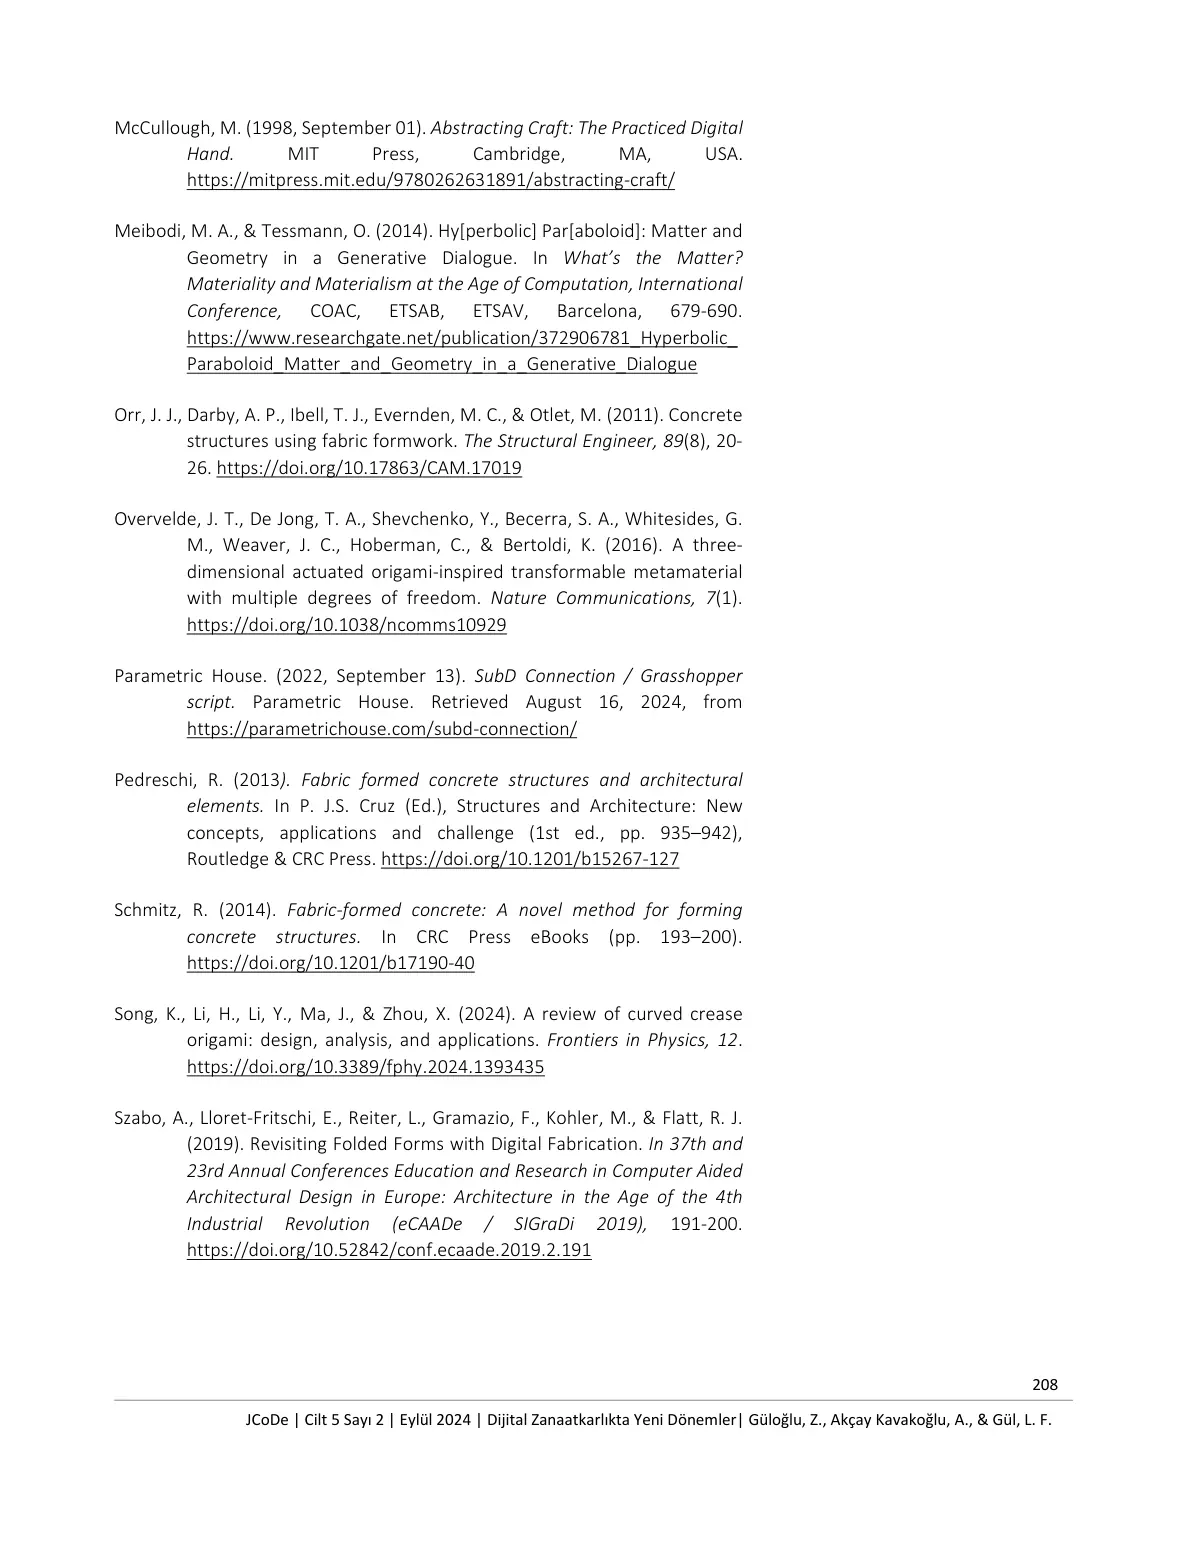 McCullough, M. (1998, September 01). Abstracting Craft: The Practiced Digital
Hand. MIT Press, Cambridge, MA, USA.
https://mitpress.mit.edu/9780262631891/abstracting-craft/
Meibodi, M. A., & Tessmann, O. (2014). Hy[perbolic] Par[aboloid]: Matter and
Geometry in a Generative Dialogue. In What’s the Matter?
Materiality and Materialism at the Age of Computation, International
Conference, COAC, ETSAB, ETSAV, Barcelona, 679-690.
https://www.researchgate.net/publication/372906781_Hyperbolic_
Paraboloid_Matter_and_Geometry_in_a_Generative_Dialogue
Orr, J. J., Darby, A. P., Ibell, T. J., Evernden, M. C., & Otlet, M. (2011). Concrete
structures using fabric formwork. The Structural Engineer, 89(8), 20-
26. https://doi.org/10.17863/CAM.17019
Overvelde, J. T., De Jong, T. A., Shevchenko, Y., Becerra, S. A., Whitesides, G.
M., Weaver, J. C., Hoberman, C., & Bertoldi, K. (2016). A three-
dimensional actuated origami-inspired transformable metamaterial
with multiple degrees of freedom. Nature Communications, 7(1).
https://doi.org/10.1038/ncomms10929
Parametric House. (2022, September 13). SubD Connection / Grasshopper
script. Parametric House. Retrieved August 16, 2024, from
https://parametrichouse.com/subd-connection/
Pedreschi, R. (2013). Fabric formed concrete structures and architectural
elements. In P. J.S. Cruz (Ed.), Structures and Architecture: New
concepts, applications and challenge (1st ed., pp. 935–942),
Routledge & CRC Press. https://doi.org/10.1201/b15267-127
Schmitz, R. (2014). Fabric-formed concrete: A novel method for forming
concrete structures. In CRC Press eBooks (pp. 193–200).
https://doi.org/10.1201/b17190-40
Song, K., Li, H., Li, Y., Ma, J., & Zhou, X. (2024). A review of curved crease
origami: design, analysis, and applications. Frontiers in Physics, 12.
https://doi.org/10.3389/fphy.2024.1393435
Szabo, A., Lloret-Fritschi, E., Reiter, L., Gramazio, F., Kohler, M., & Flatt, R. J.
(2019). Revisiting Folded Forms with Digital Fabrication. In 37th and
23rd Annual Conferences Education and Research in Computer Aided
Architectural Design in Europe: Architecture in the Age of the 4th
Industrial Revolution (eCAADe / SIGraDi 2019), 191-200.
https://doi.org/10.52842/conf.ecaade.2019.2.191
208
JCoDe | Cilt 5 Sayı 2 | Eylül 2024 | Dijital Zanaatkarlıkta Yeni Dönemler| Güloğlu, Z., Akçay Kavakoğlu, A., & Gül, L. F.